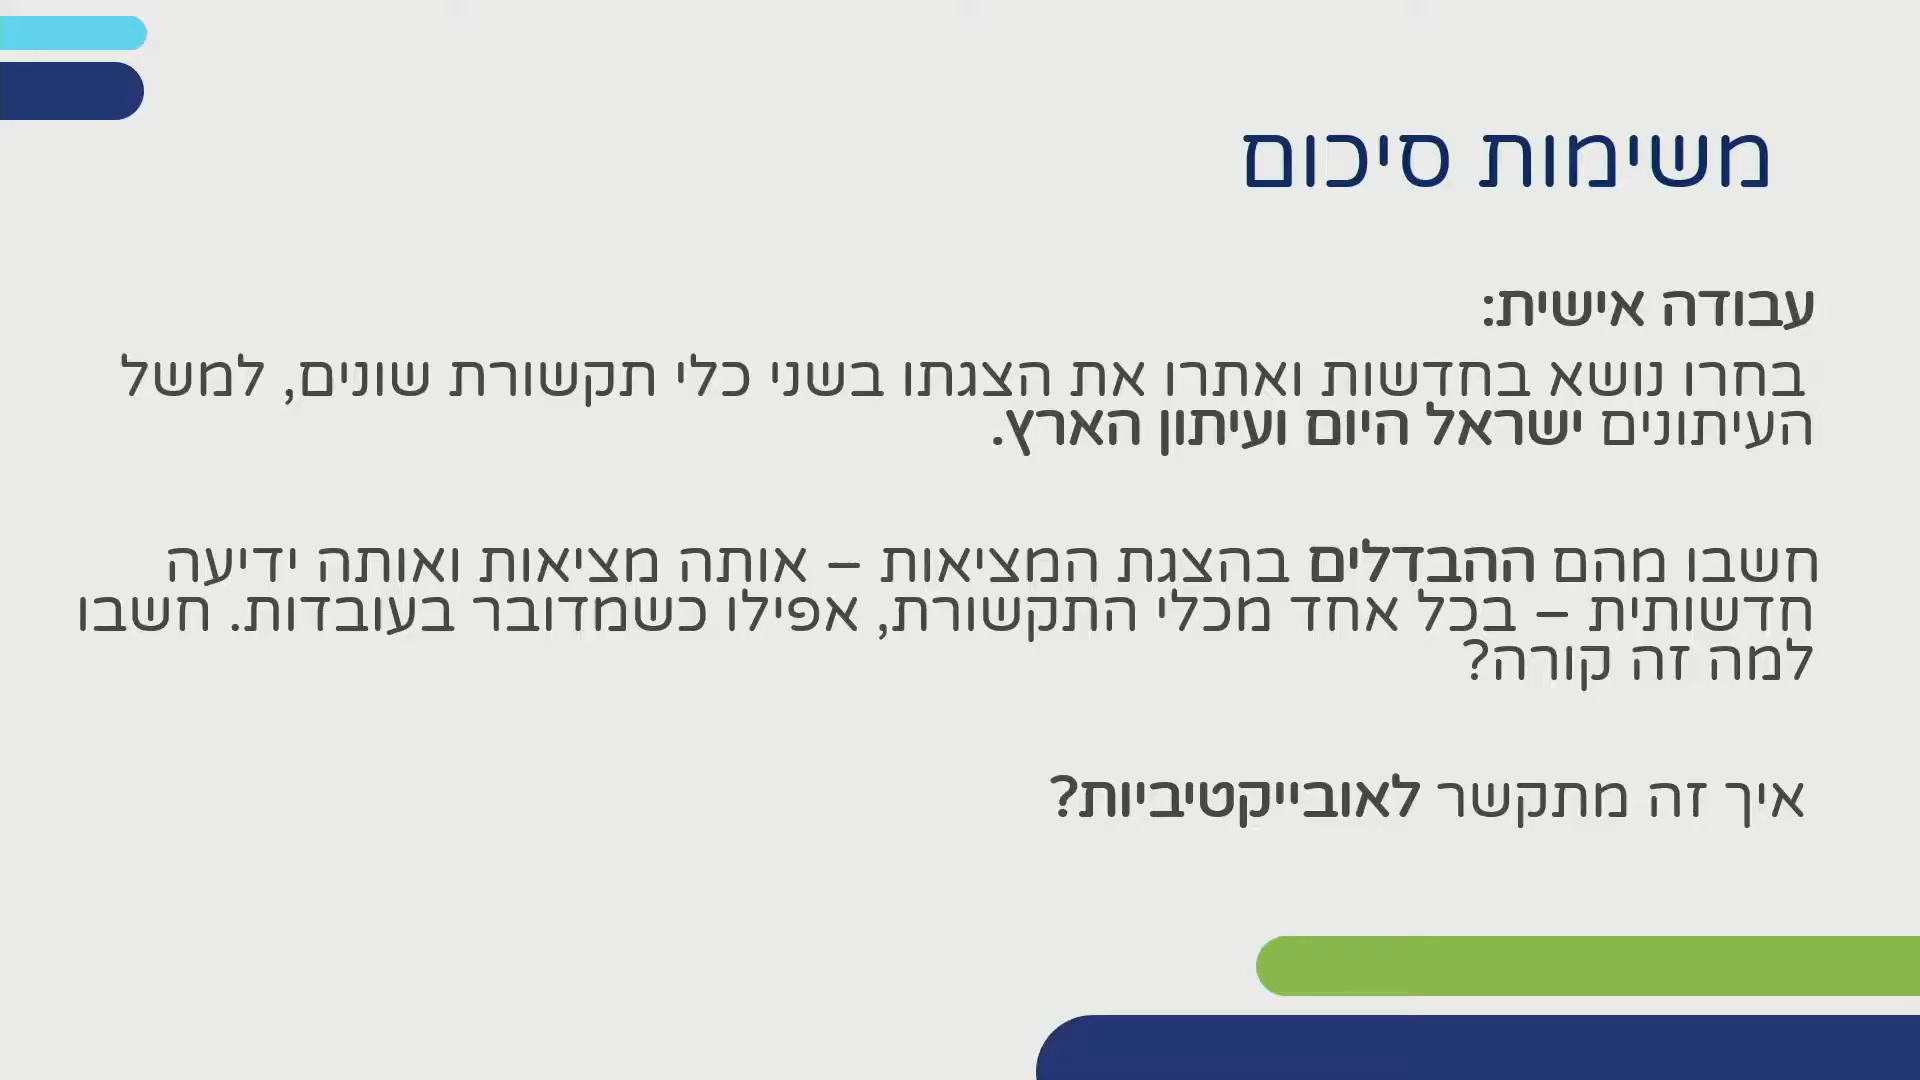 משימות סיכום
עבודה אישית:
בחרו נושא בחדשות ואתרו את הצגתו בשני כלי תקשורת שונים, למשל
העיתונים ישראל היום ועיתון הארץ.
חשבו מהם ההבדלים בהצגת המציאות – אותה מציאות ואותה ידיעה
חדשותית – בכל אחד מכלי התקשורת, אפילו כשמדובר בעובדות. חשבו
למה זה קורה?
איך זה מתקשר לאובייקטיביות?